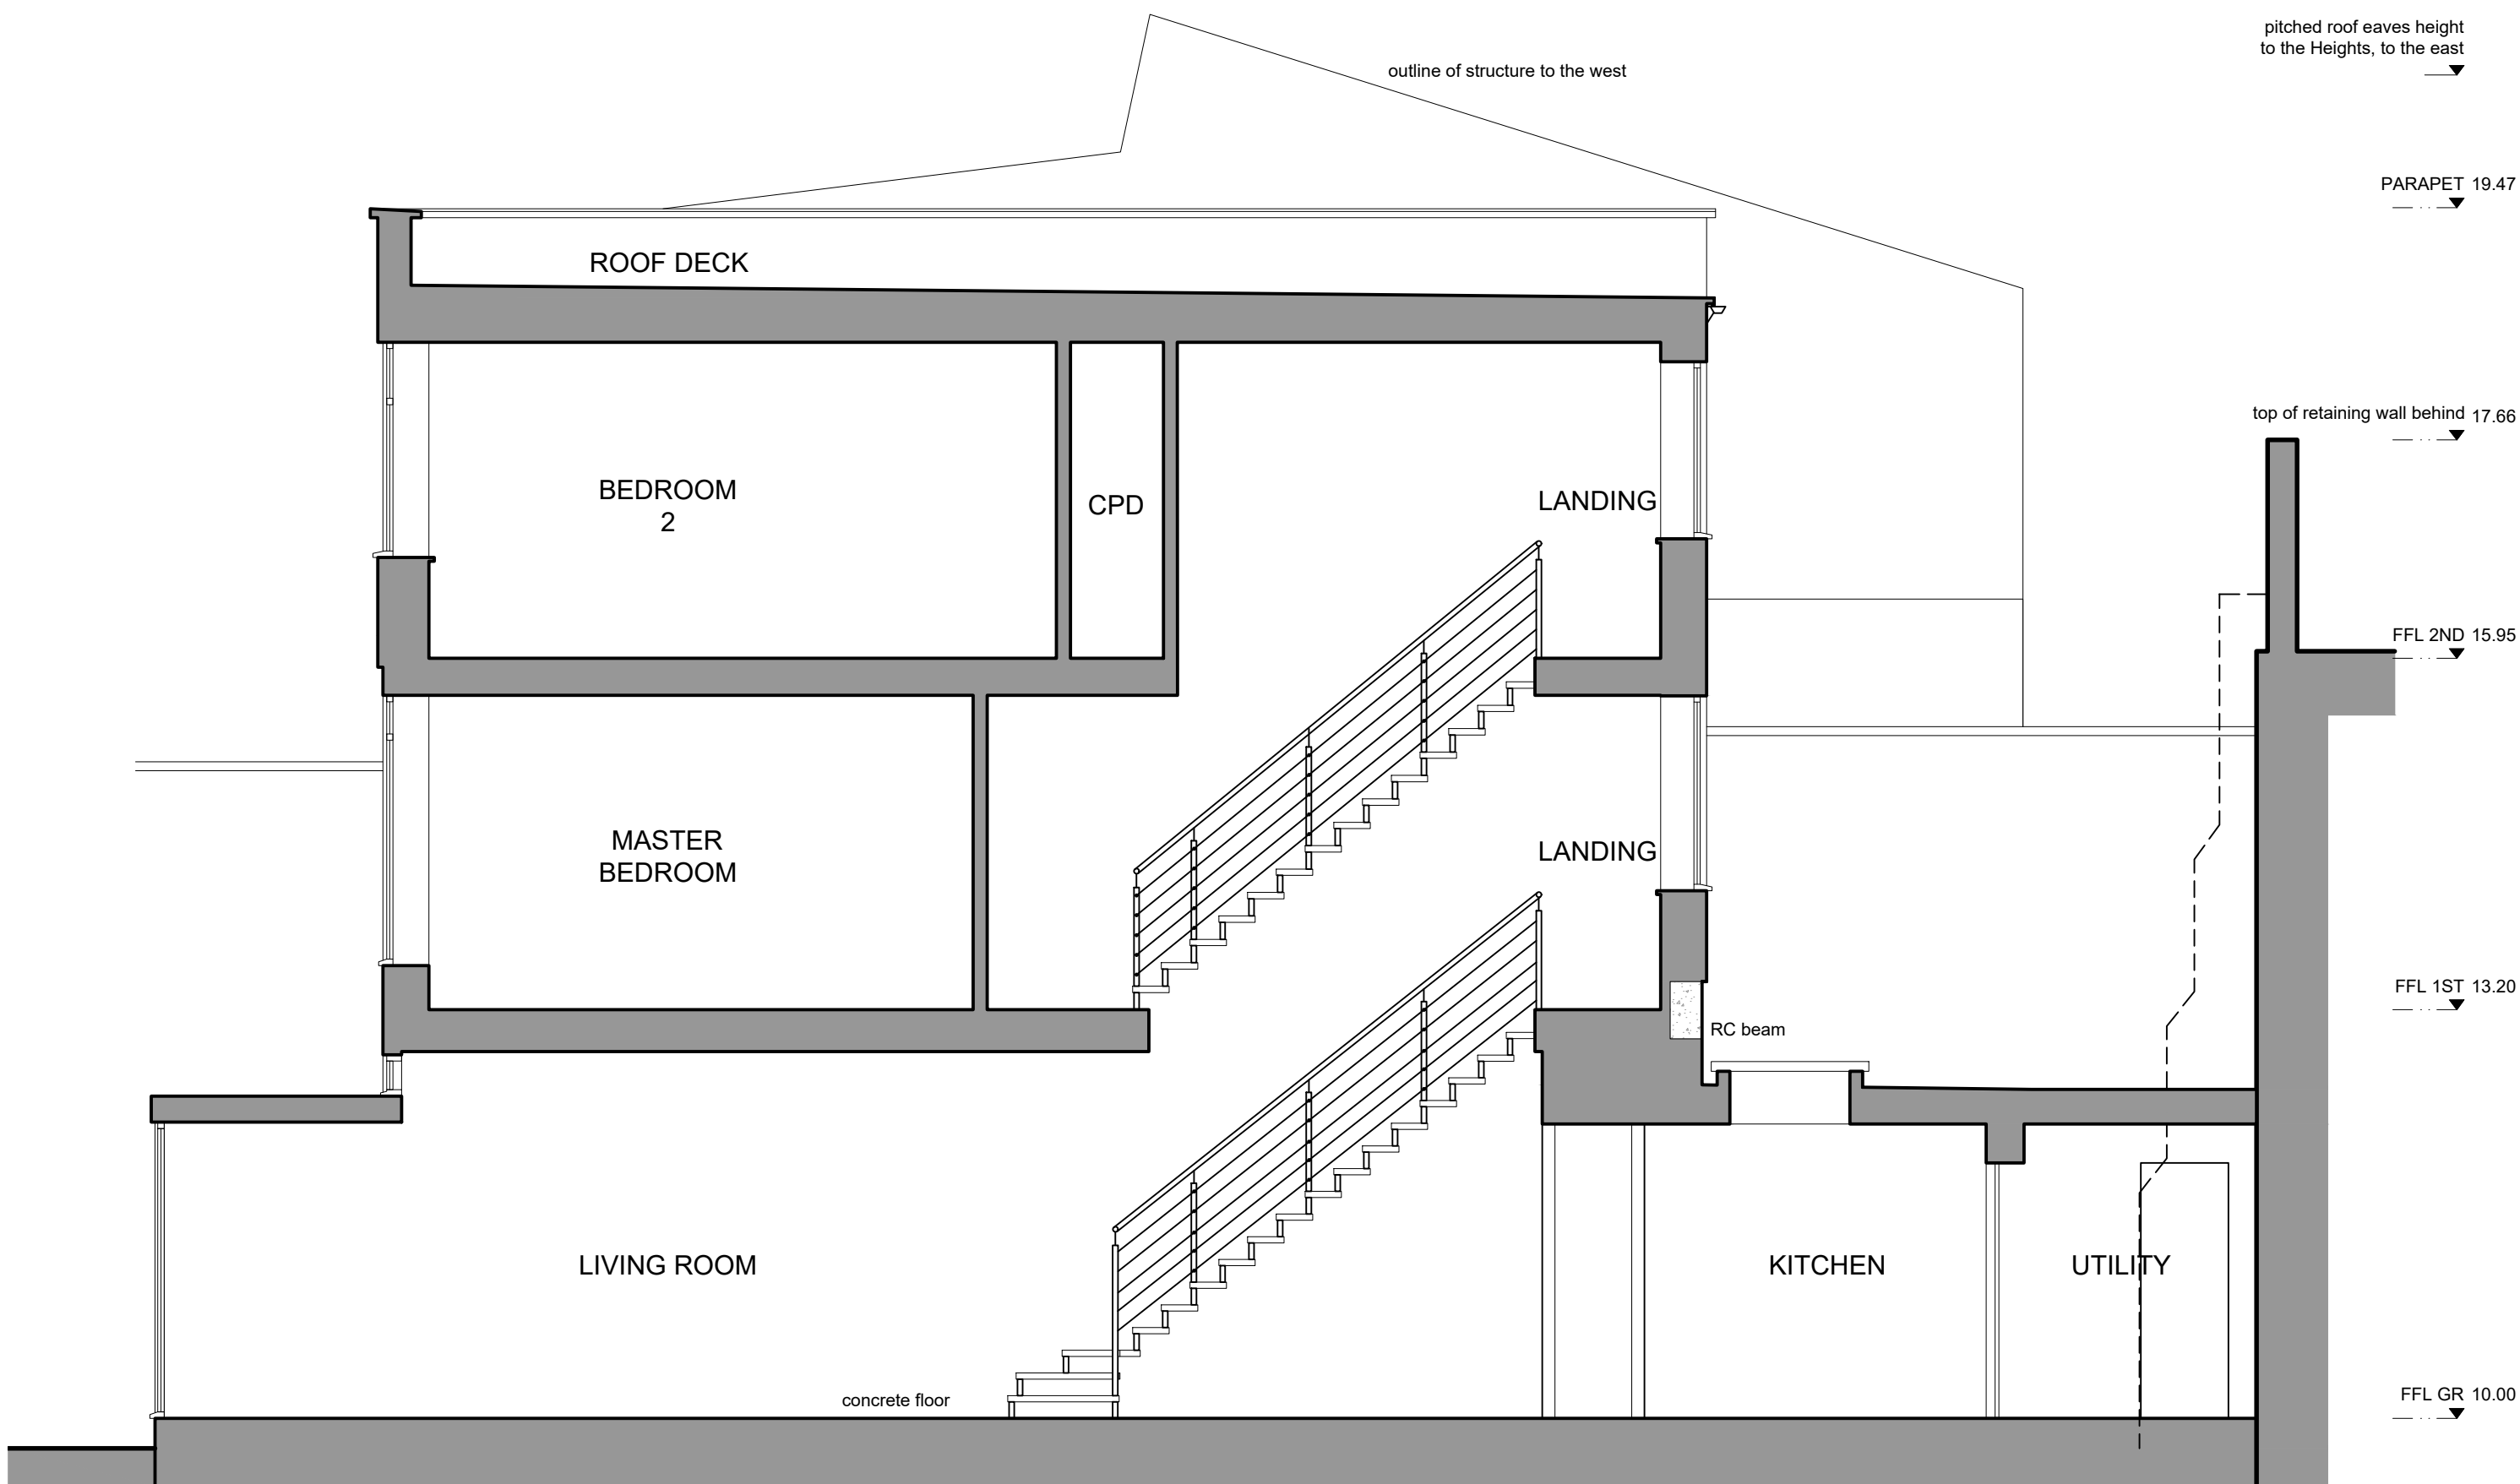 pitched roof eaves height
to the Heights, to the east
outline of structure to the west
PARAPET 19.47
ROOF DECK
top of retaining wall behind 17.66
BEDROOM
2
CPD
LANDING
FFL 2ND 15.95
MASTER
BEDROOM
LANDING
FFL 1ST 13.20
RC beam
LIVING ROOM
KITCHEN
UTILITY
concrete floor
FFL GR 10.00